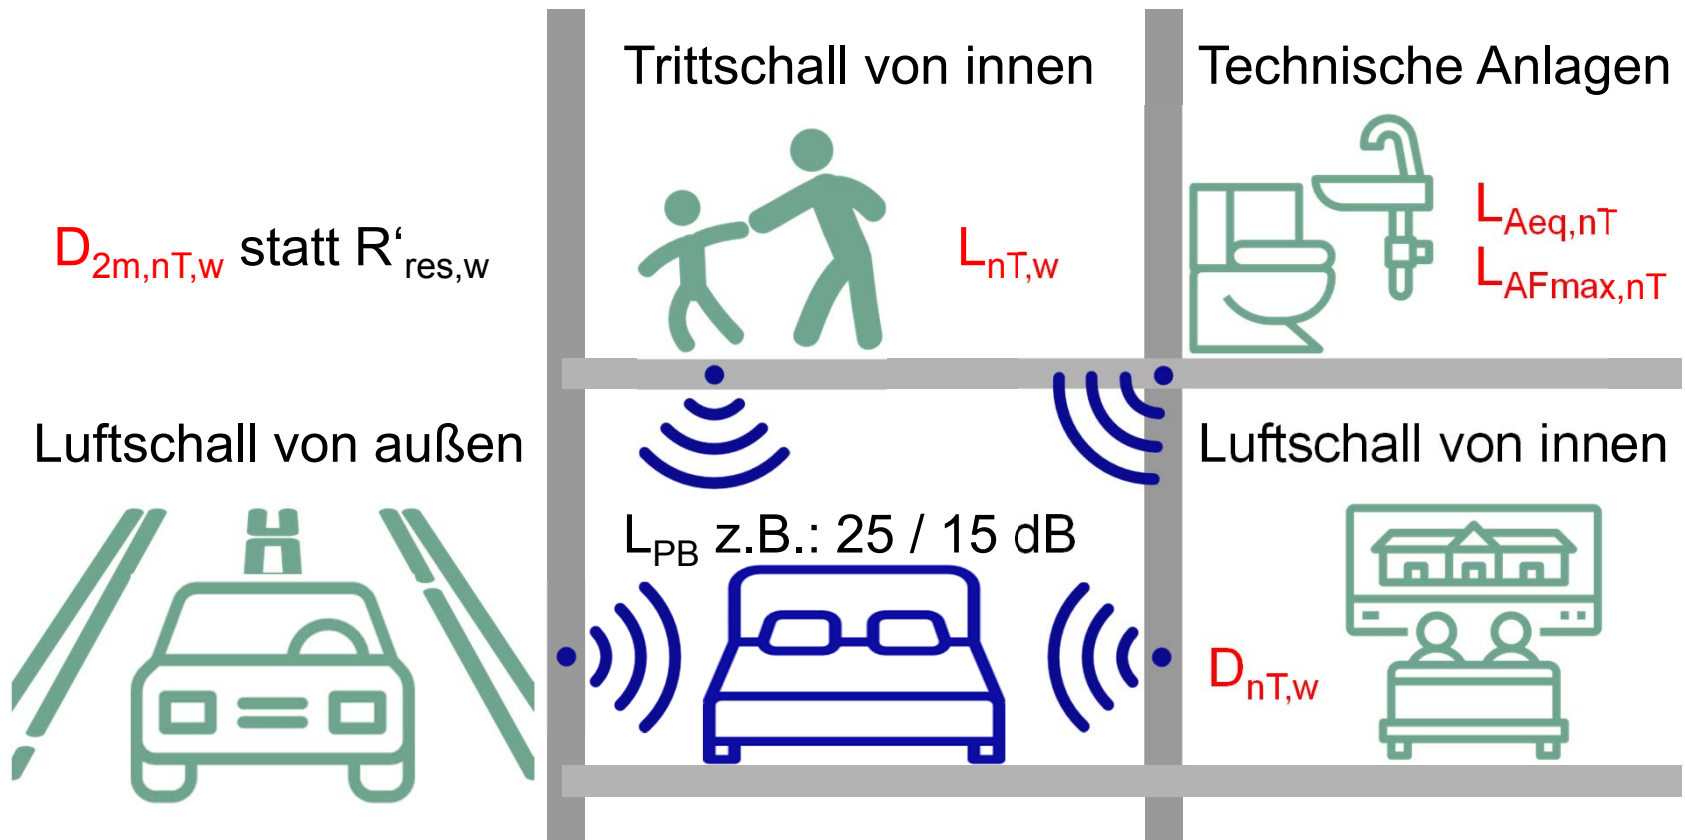 Trittschall von innen
Technische Anlagen
D2m,nT,w statt R‘res,w
LnT,w
LAeq,nT
LAFmax,nT
Luftschall von außen
Luftschall von innen
LPB z.B.: 25 / 15 dB
DnT,w